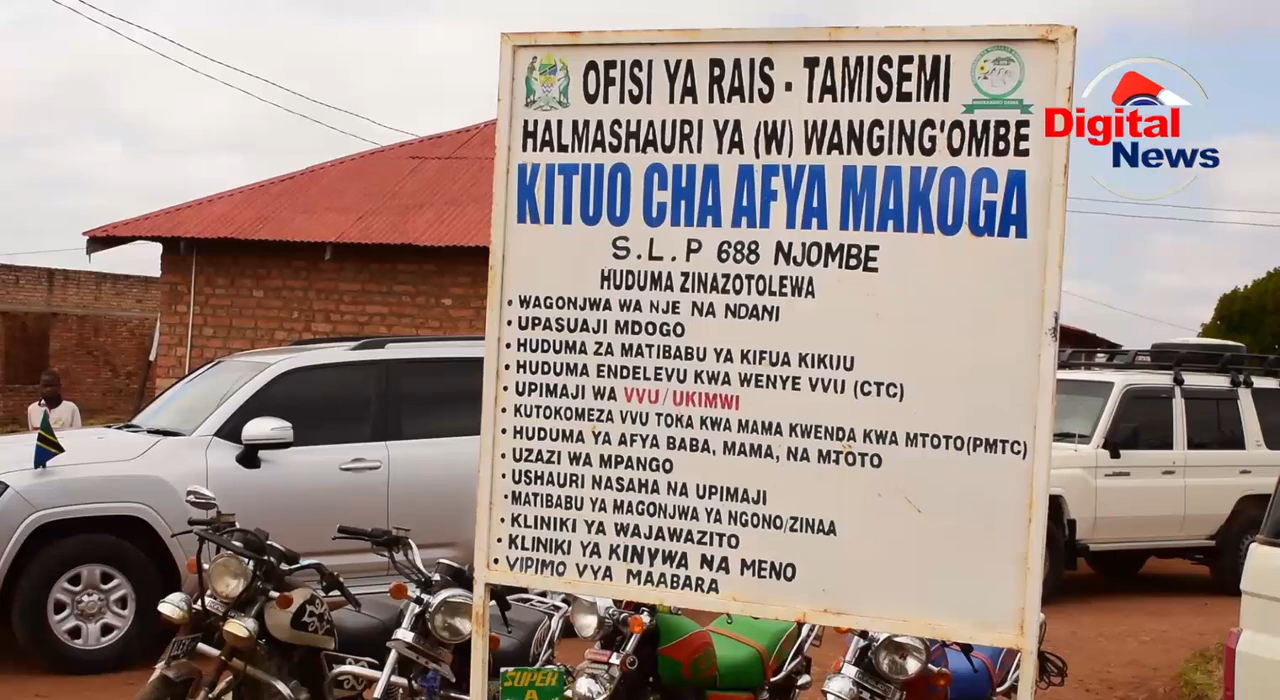 OFISI YA RAIS - TAMISEMI
HALMASHAURI YA (W) WANGING'OMBE
KITUO CHA AFYA MAKOGA
S.L.P 688 NJOMBE
HUDUMA ZINAZOTOLEWA
• WAGONJWA WA NJE NA NDANI
• UPASUAJI MDOGO
• HUDUMA ZA MATIBABU YA KIFUA KIKUJU
• HUDUMA ENDELEVU KWA WENYE VVU (CTC)
• UPIMAJI WA VVU/UKIMWI
• KUTOKOMEZA VVU TOKA KWA MAMA KWENDA KWA MTOTO(PMTC)
• HUDUMA YA AFYA BABA, MAMA, NA MTOTO
• UZAZI WA MPANGO
• USHAURI NASAHA NA UPIMAJI
• MATIBABU YA MAGONJWA YA NGONO/ZINAA
• KLINIKI YA WAJAWAZITO
• KLINIKI YA KINYWA NA MENO
• VIPIMO VYA MAABARA
Digital
News
SUPER
A